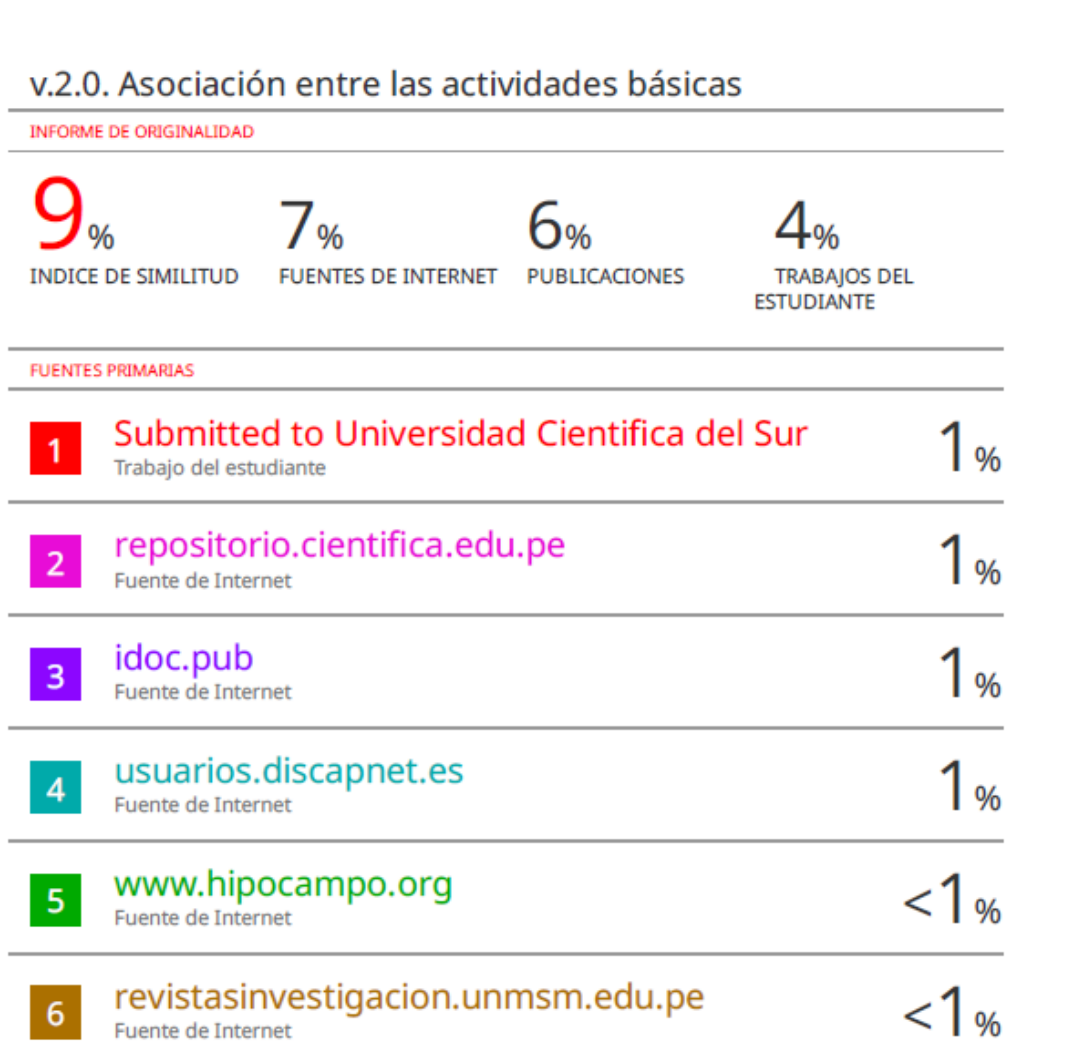 v.2.0. Asociación entre las actividades básicas
INFORME DE ORIGINALIDAD
9% 7% 6% 4%
INDICE DE SIMILITUD FUENTES DE INTERNET PUBLICACIONES TRABAJOS DEL
ESTUDIANTE
FUENTES PRIMARIAS
1 Submitted to Universidad Cientifica del Sur 1%
Trabajo del estudiante
2 repositorio.cientifica.edu.pe 1%
Fuente de Internet
3 idoc.pub 1%
Fuente de Internet
4 usuarios.discapnet.es 1%
Fuente de Internet
5 www.hipocampo.org <1%
Fuente de Internet
6 revistasinvestigacion.unmsm.edu.pe <1%
Fuente de Internet